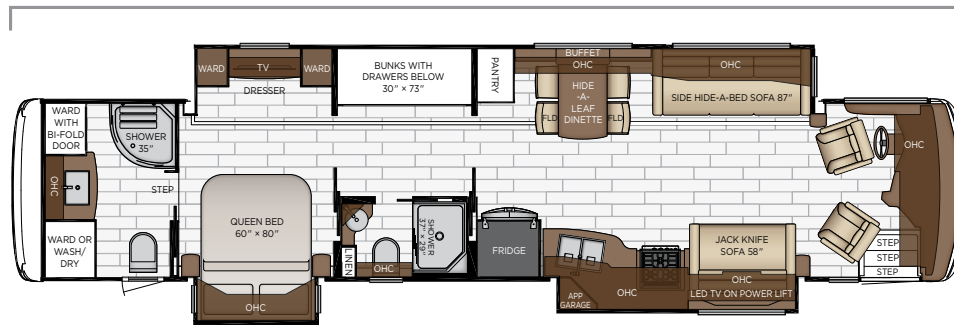 WARD
TV
WARD
DRESSER
BUNKS WITH
DRAWERS BELOW
30" × 73"
PANTRY
BUFFET
OHC
HIDE
-A-
LEAF
DINETTE
FLD
FLD
OHC
SIDE HIDE-A-BED SOFA 87"
WARD
WITH
BI-FOLD
DOOR
SHOWER
35"
OHC
OHC
STEP
QUEEN BED
60" × 80"
WARD OR
WASH/
DRY
OHC
LINEN
OHC
SHOWER
37" × 29"
FRIDGE
APP
GARAGE
OHC
JACK KNIFE
SOFA 58"
OHC
LED TV ON POWER LIFT
STEP
STEP
STEP